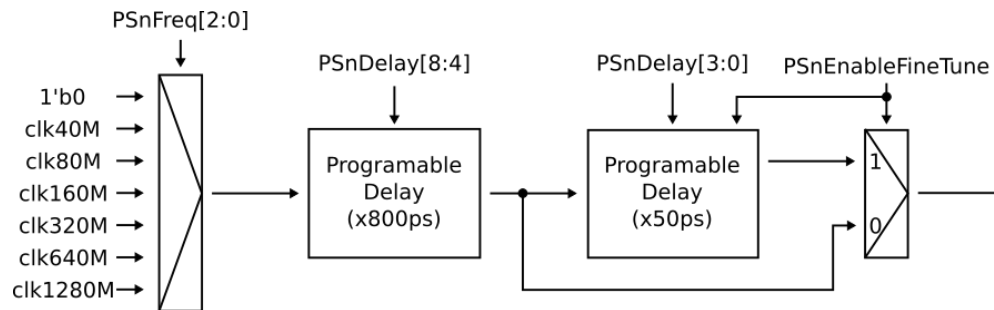 PSnFreq[2:0]
1'b0
clk40M
clk80M
clk160M
clk320M
clk640M
clk1280M
PSnDelay[8:4]
Programable
Delay
(x800ps)
PSnDelay[3:0]
Programable
Delay
(x50ps)
PSnEnableFineTune
1
0